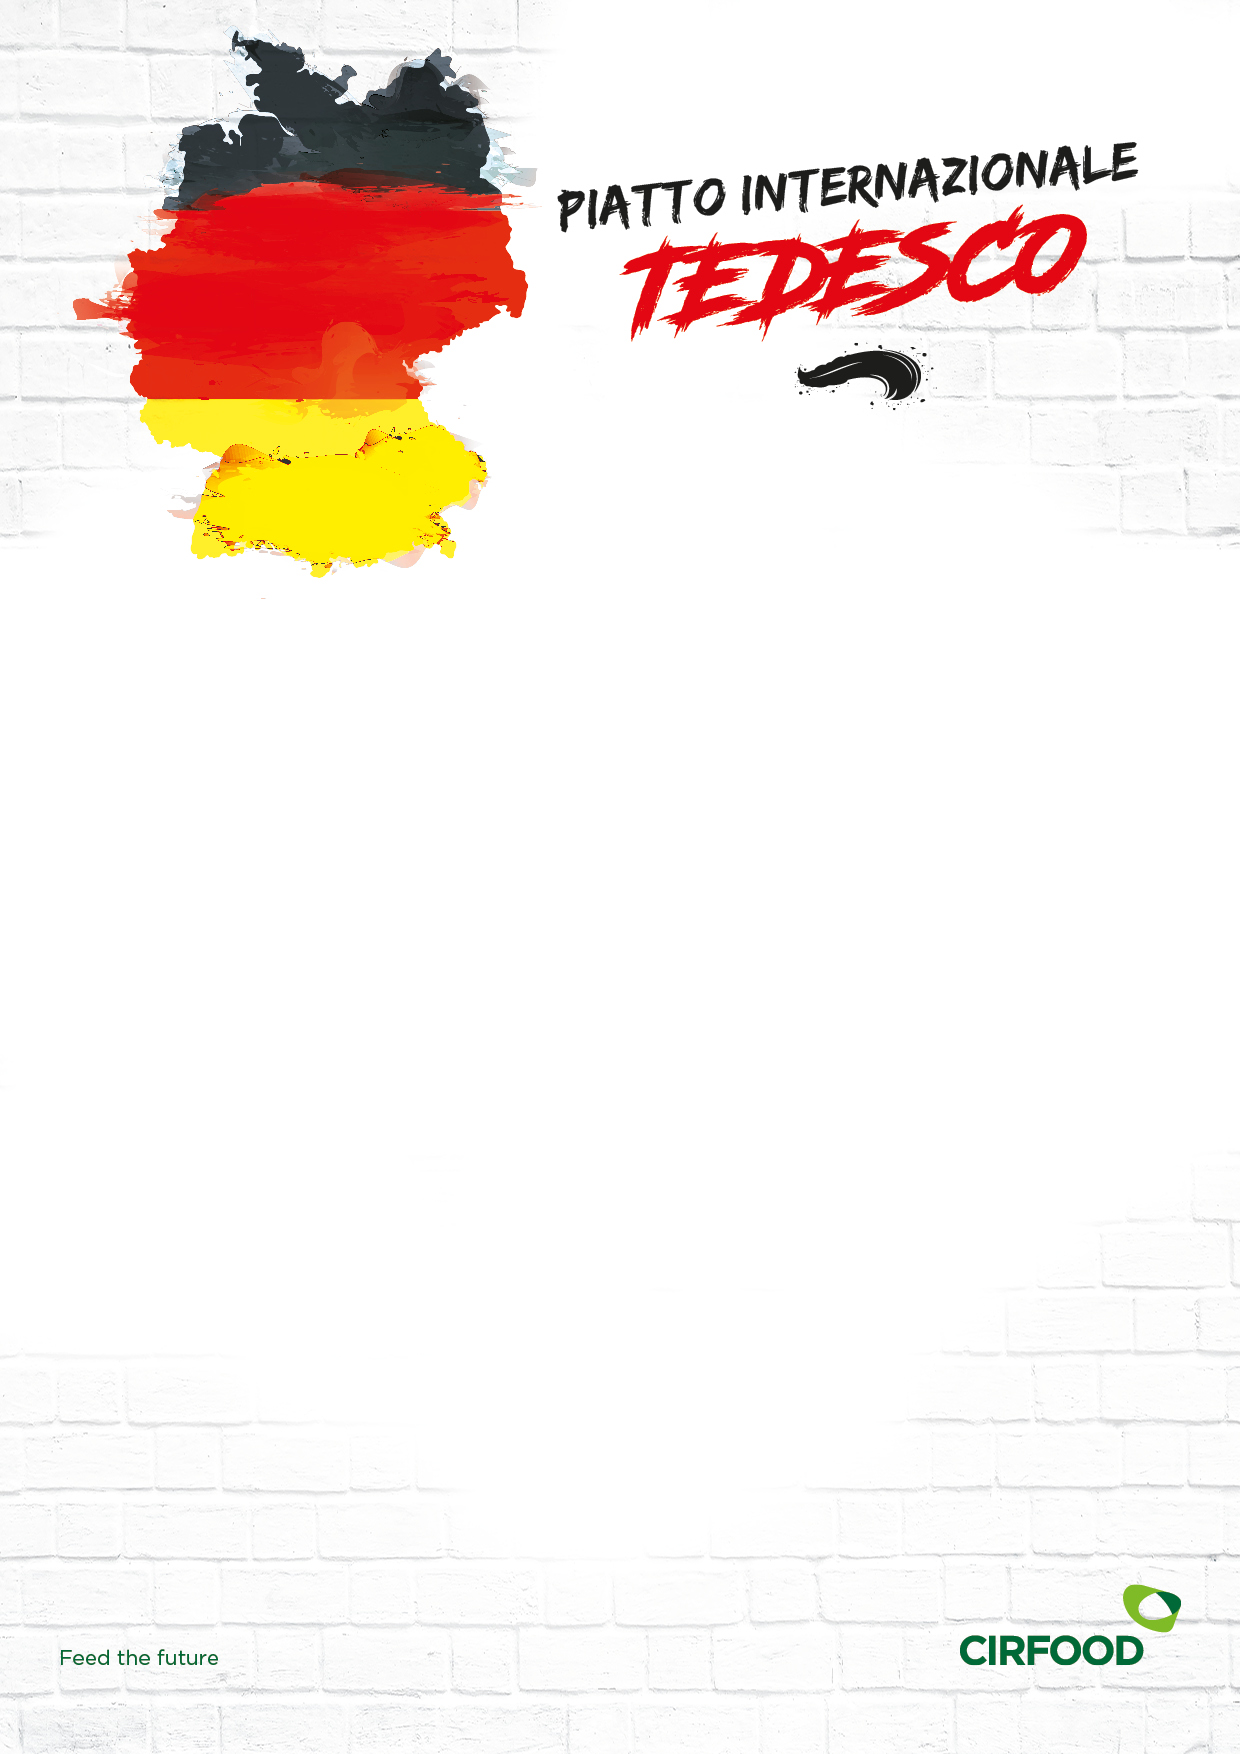 PIATTO INTERNAZIONALE
TEDESCO
Feed the future
CIRFOOD